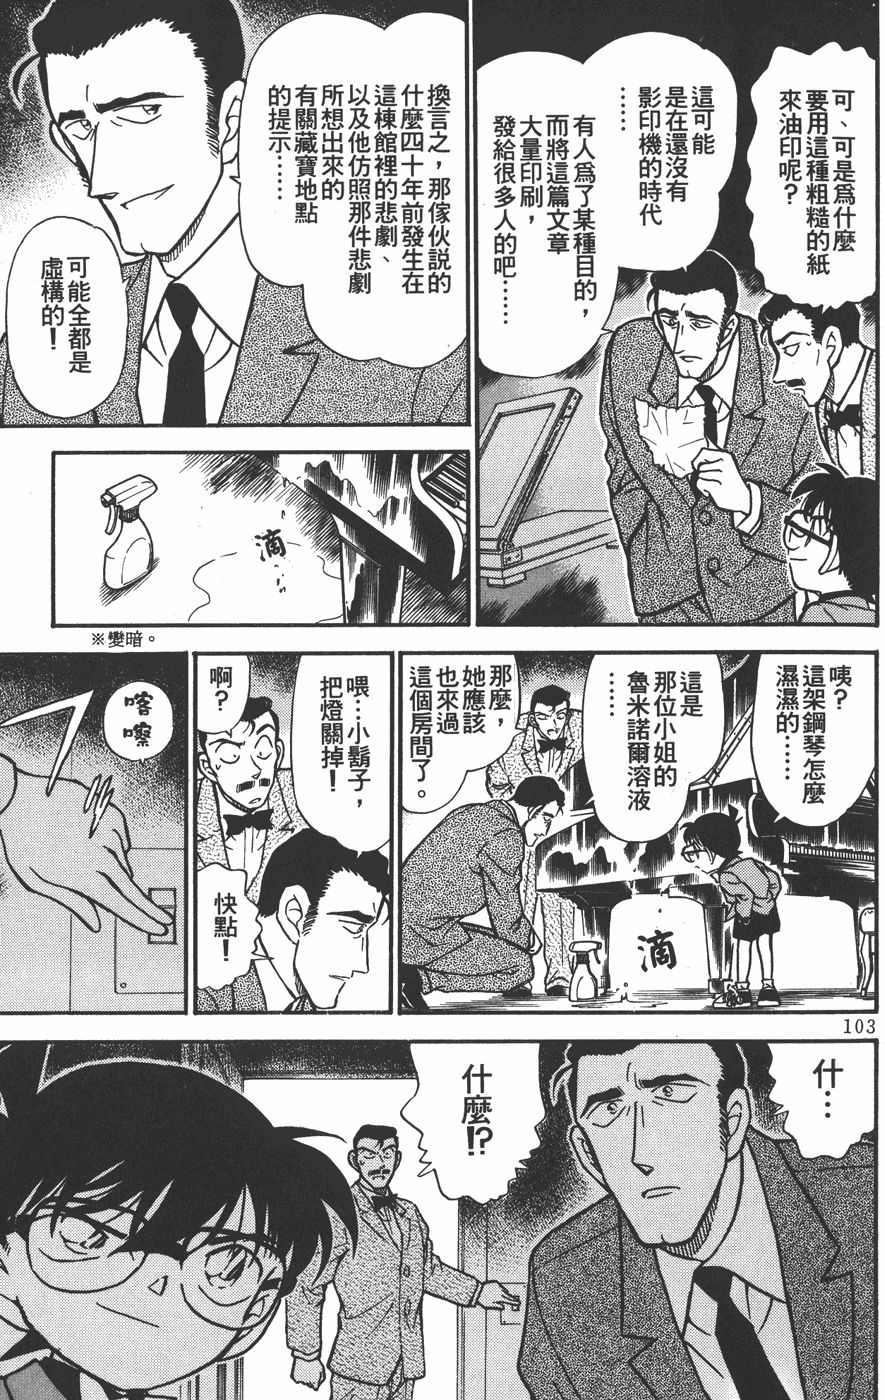 可、可是為什麼
要用這種粗糙的紙
來油印呢?
這可能
是在還沒有
影印機的時代
……
有人為了某種目的,
而將這篇文章
大量印刷,
發給很多人的吧……
換言之,那傢伙說的
什麼四十年前發生在
這棟館裡的悲劇、
以及他仿照那件悲劇
所想出來的
有關藏寶地點
的提示……
可能全都是
虛構的!
滴
※變暗。
咦?
這架鋼琴怎麼
濕濕的……
這是
那位小姐的
魯米諾爾溶液
……
那麼,
她應該
也來過
這個房間了。
滴
喂…小鬍子,
把燈關掉!
啊?
快點!
喀嚓
103
什…
什麼!?